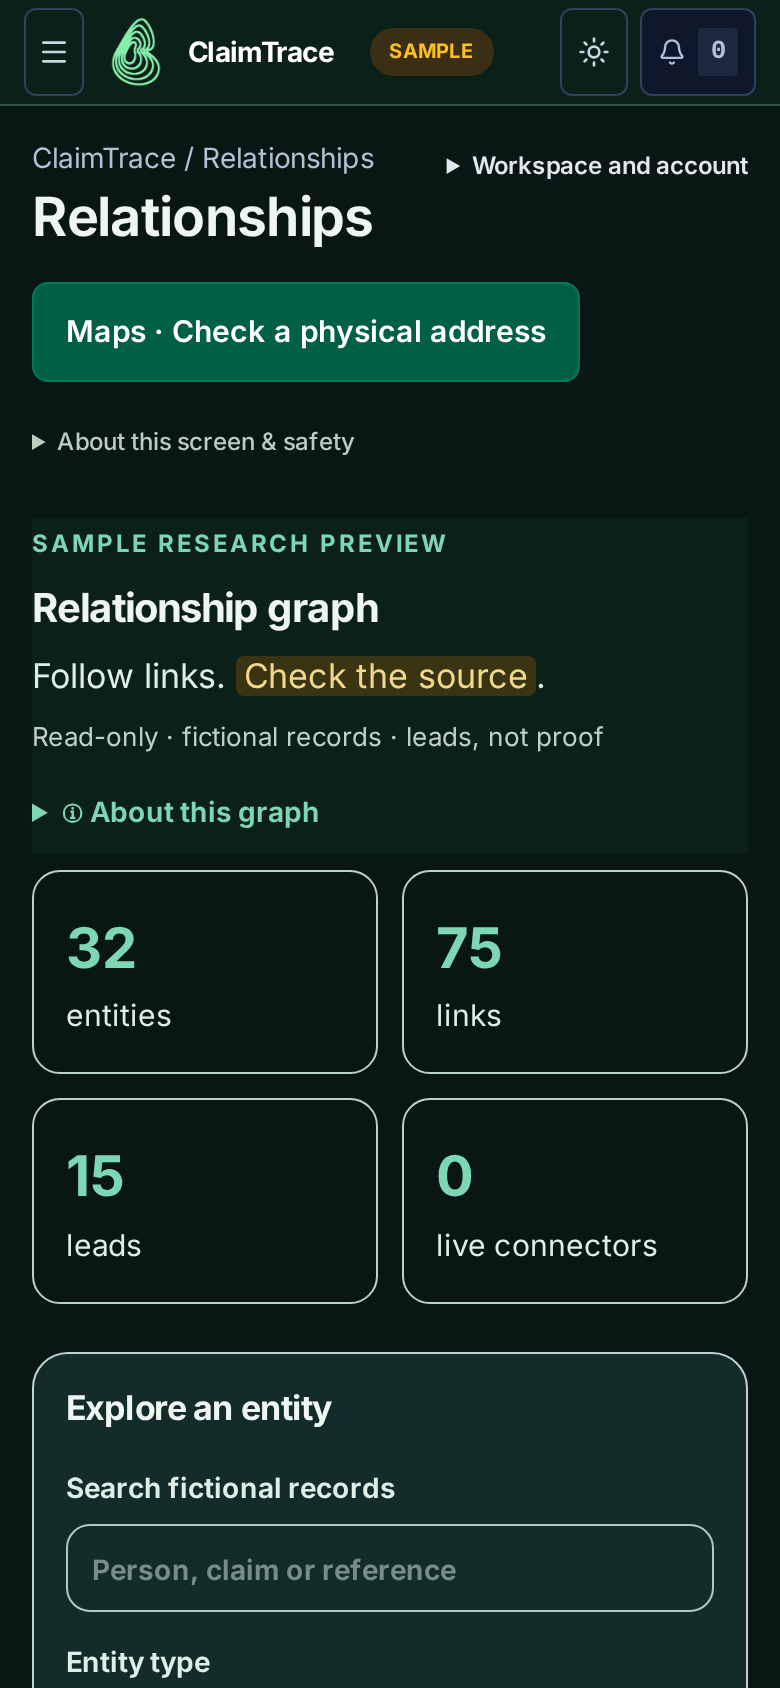 ClaimTrace
SAMPLE
0
ClaimTrace / Relationships
Workspace and account
Relationships
Maps · Check a physical address
About this screen & safety
SAMPLE RESEARCH PREVIEW
Relationship graph
Follow links. Check the source.
Read-only · fictional records · leads, not proof
ⓘ About this graph
32
entities
75
links
15
leads
0
live connectors
Explore an entity
Search fictional records
Person, claim or reference
Entity type